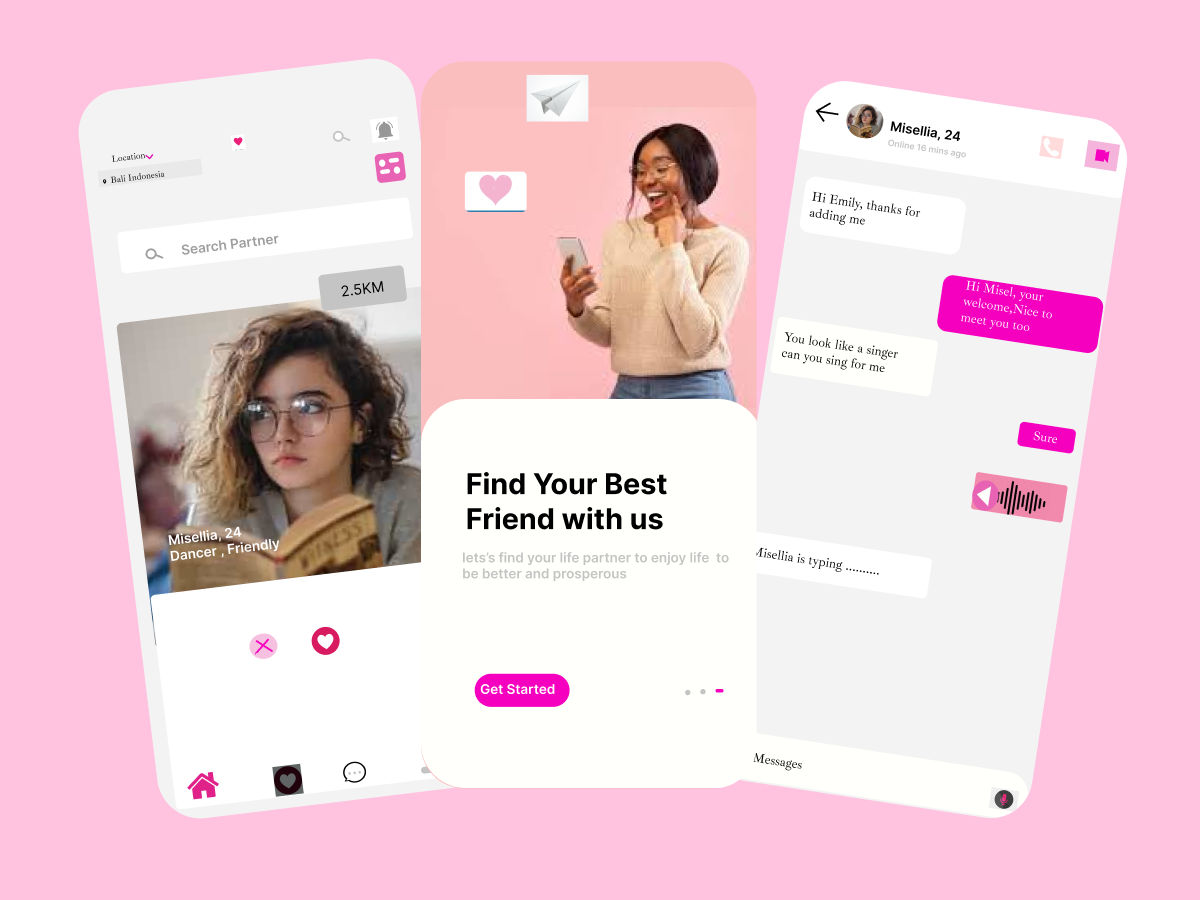 Location
Bali Indonesia
Search Partner
2.5KM
Misellia, 24
Dancer , Friendly
Find Your Best
Friend with us
lets's find your life partner to enjoy life to
be better and prosperous
Get Started
Misellia, 24
Online 16 mins ago
Hi Emily, thanks for
adding me
Hi Misel, your
welcome,Nice to
meet you too
You look like a singer
can you sing for me
Sure
Misellia is typing ..........
Messages